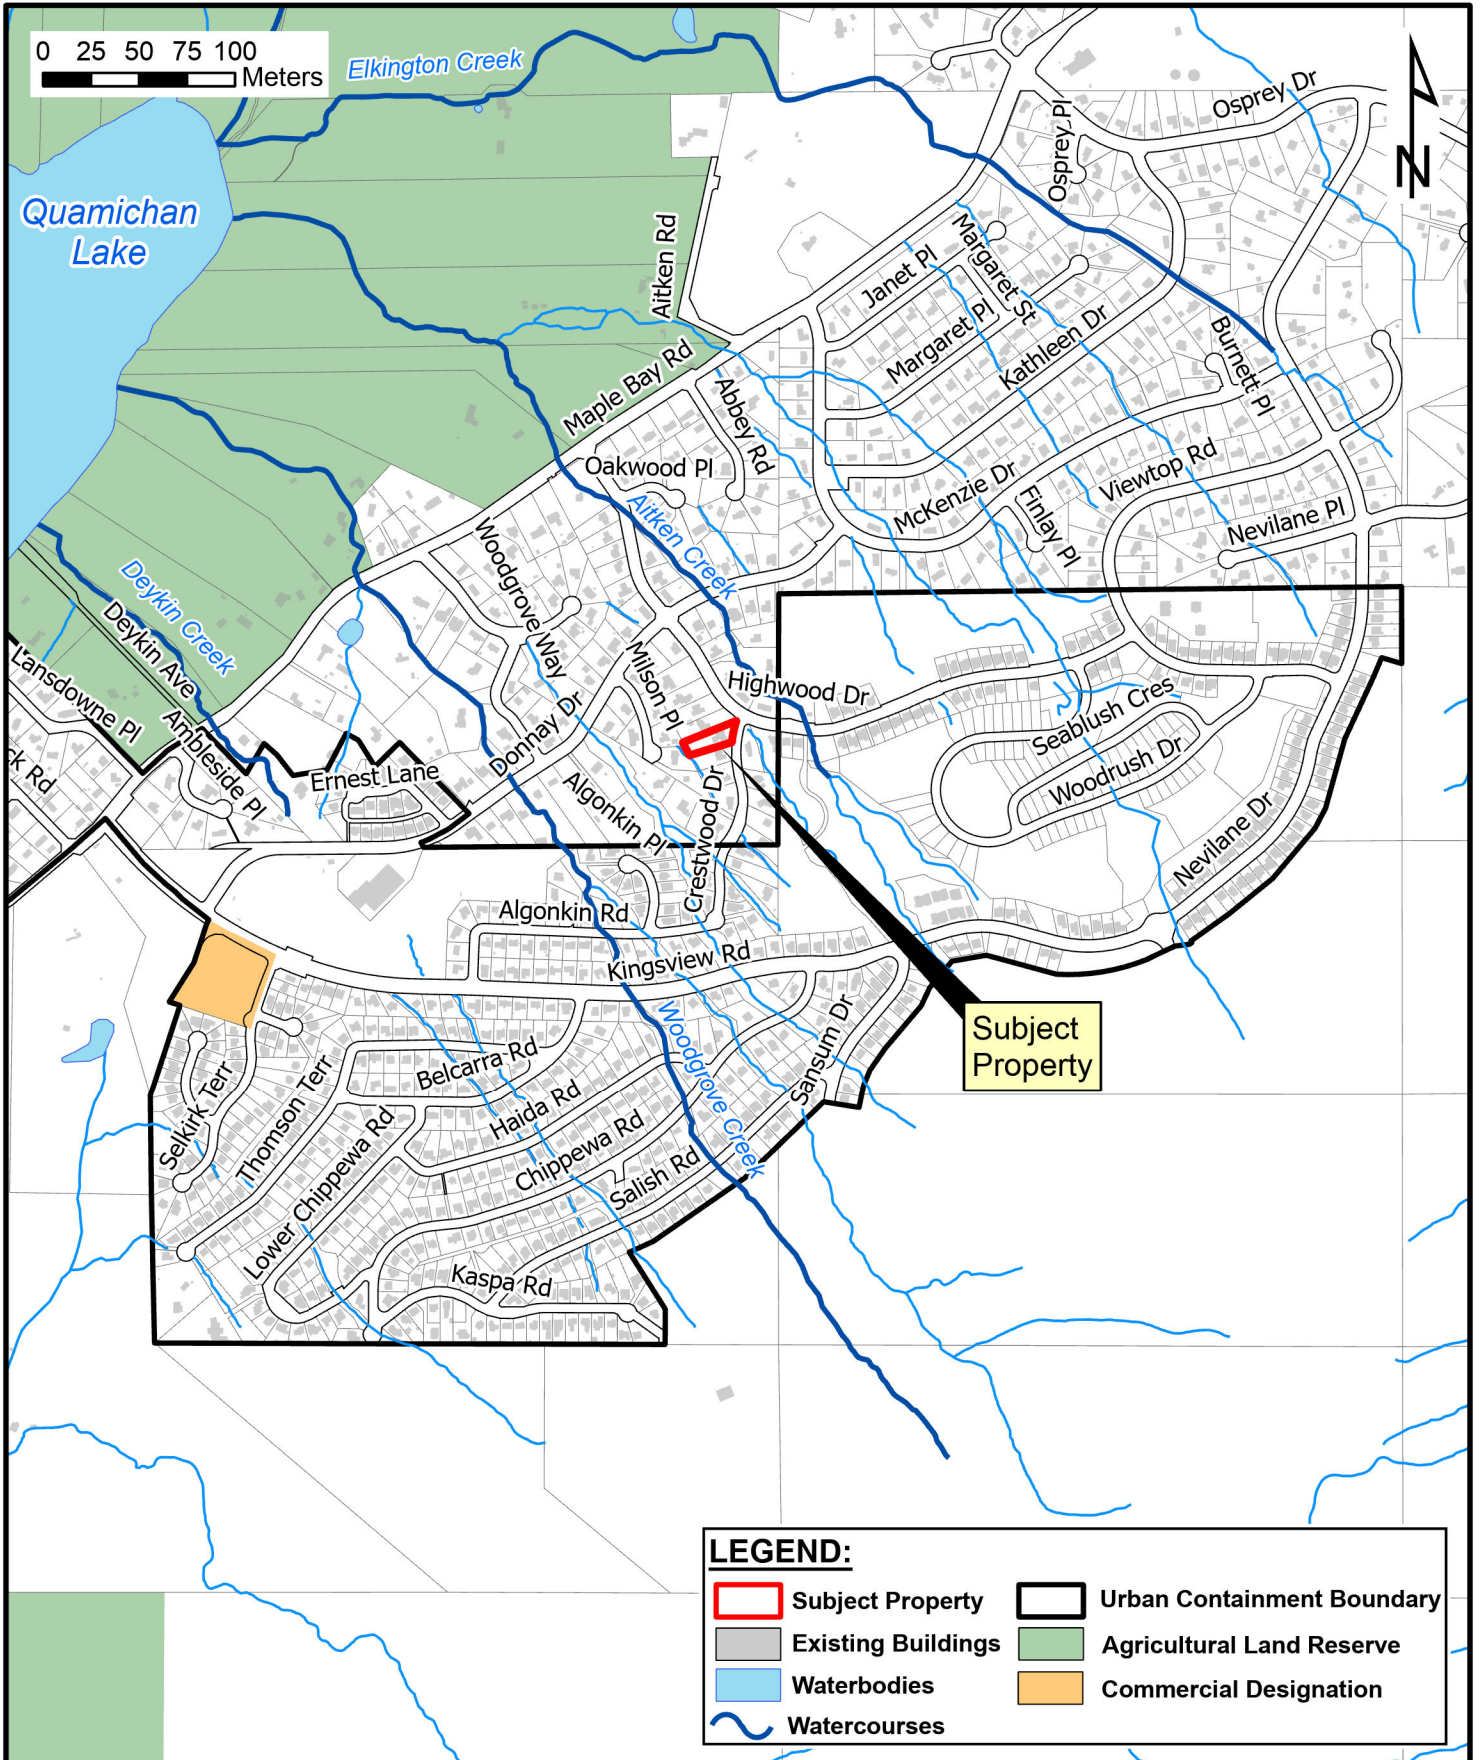 0 25 50 75 100
Meters
Elkington Creek
Osprey Dr
Osprey Pl
N
Quamichan
Lake
Aitken Rd
Margaret St
Janet Pl
Margaret Pl
Kathleen Dr
Burnett Pl
Maple Bay Rd
Abbey Rd
Oakwood Pl
Viewtop Rd
McKenzie Dr
Finlay Pl
Nevilane Pl
Aitken Creek
Woodgrove Way
Deykin Creek
Deykin Ave
Lansdowne Pl
Milson Pl
Highwood Dr
Seablush Cres
Ambleside Pl
Donnay Dr
ck Rd
Ernest Lane
Woodrush Dr
Algonkin Pl
Crestwood Dr
Nevilane Dr
Algonkin Rd
Kingsview Rd
Subject
Property
Woodgrove Creek
Sansum Dr
Belcarra Rd
Selkirk Terr
Thomson Terr
Haida Rd
Chippewa Rd
Lower Chippewa Rd
Salish Rd
Kaspa Rd
LEGEND:
Subject Property
Urban Containment Boundary
Existing Buildings
Agricultural Land Reserve
Waterbodies
Commercial Designation
Watercourses